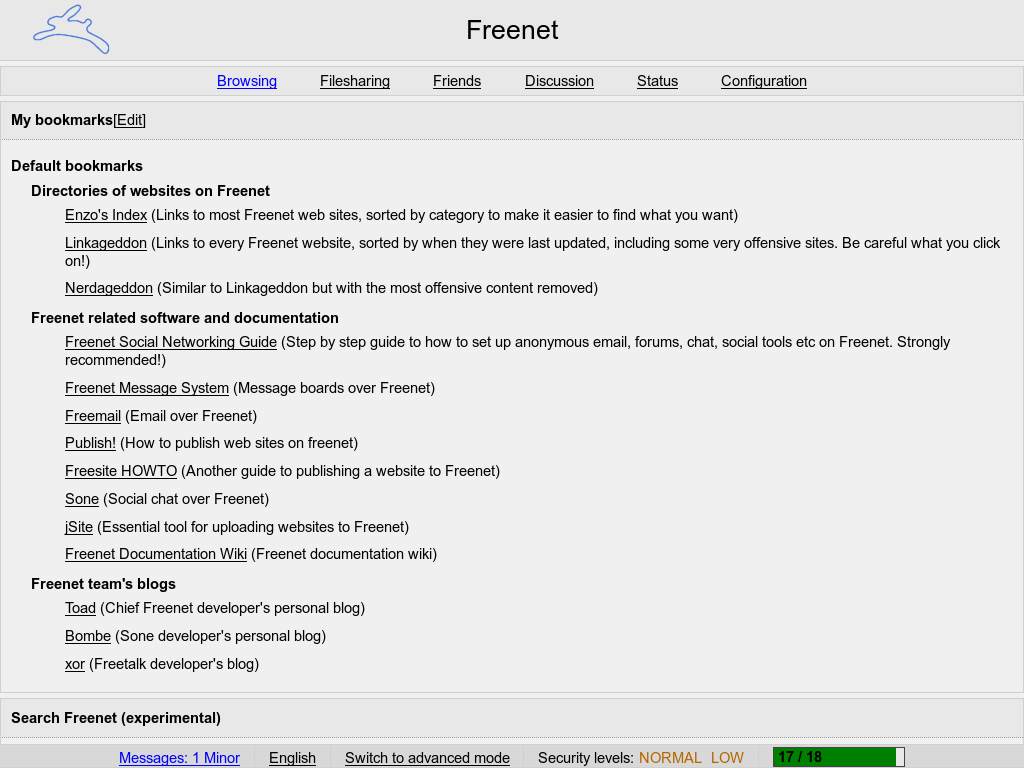 Freenet
Browsing Filesharing Friends Discussion Status Configuration
My bookmarks[Edit]
Default bookmarks
Directories of websites on Freenet
Enzo's Index (Links to most Freenet web sites, sorted by category to make it easier to find what you want)
Linkageddon (Links to every Freenet website, sorted by when they were last updated, including some very offensive sites. Be careful what you click
on!)
Nerdageddon (Similar to Linkageddon but with the most offensive content removed)
Freenet related software and documentation
Freenet Social Networking Guide (Step by step guide to how to set up anonymous email, forums, chat, social tools etc on Freenet. Strongly
recommended!)
Freenet Message System (Message boards over Freenet)
Freemail (Email over Freenet)
Publish! (How to publish web sites on freenet)
Freesite HOWTO (Another guide to publishing a website to Freenet)
Sone (Social chat over Freenet)
jSite (Essential tool for uploading websites to Freenet)
Freenet Documentation Wiki (Freenet documentation wiki)
Freenet team's blogs
Toad (Chief Freenet developer's personal blog)
Bombe (Sone developer's personal blog)
xor (Freetalk developer's blog)
Search Freenet (experimental)
Messages: 1 Minor English Switch to advanced mode Security levels: NORMAL LOW 17 / 18